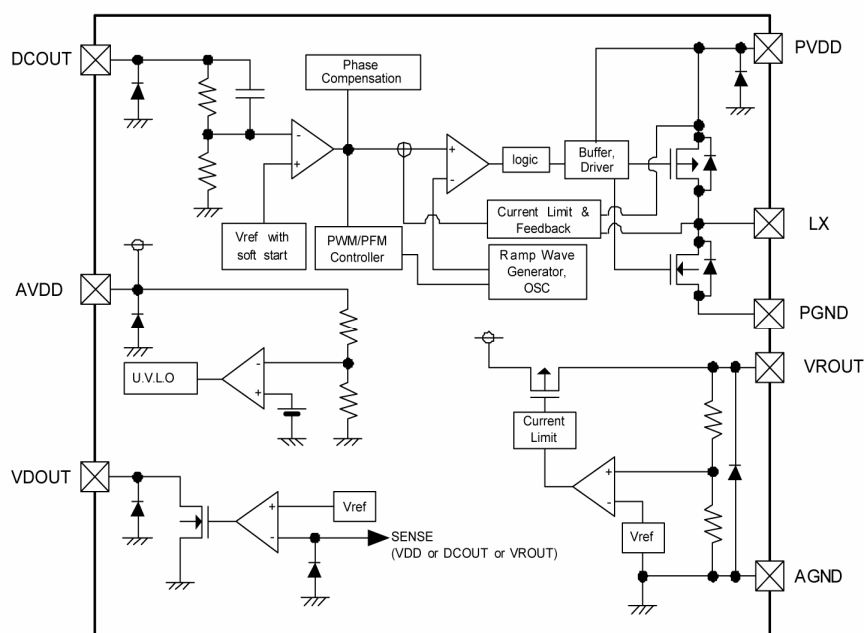 DCOUT
PVDD
Phase
Compensation
-
+
+
-
logic
Buffer,
Driver
Current Limit &
Feedback
LX
Vref with
soft start
PWM/PFM
Controller
Ramp Wave
Generator,
OSC
AVDD
PGND
VROUT
U.V.L.O
-
+
Current
Limit
+
-
Vref
VDOUT
+
-
Vref
SENSE
(VDD or DCOUT or VROUT)
AGND